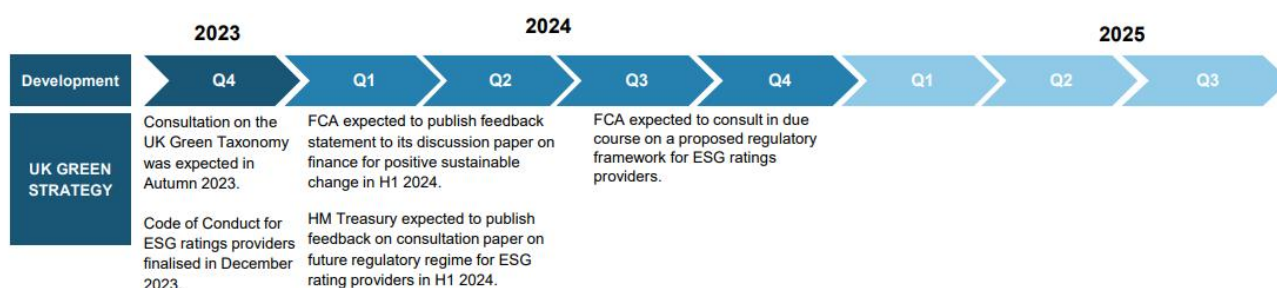 2023
2024
2025
Development
Q4
Q1
Q2
Q3
Q4
Q1
Q2
Q3
UK GREEN
STRATEGY
Consultation on the
UK Green Taxonomy
was expected in
Autumn 2023.
Code of Conduct for
ESG ratings providers
finalised in December
2023.
FCA expected to publish feedback
statement to its discussion paper on
finance for positive sustainable
change in H1 2024.
HM Treasury expected to publish
feedback on consultation paper on
future regulatory regime for ESG
rating providers in H1 2024.
FCA expected to consult in due
course on a proposed regulatory
framework for ESG ratings
providers.